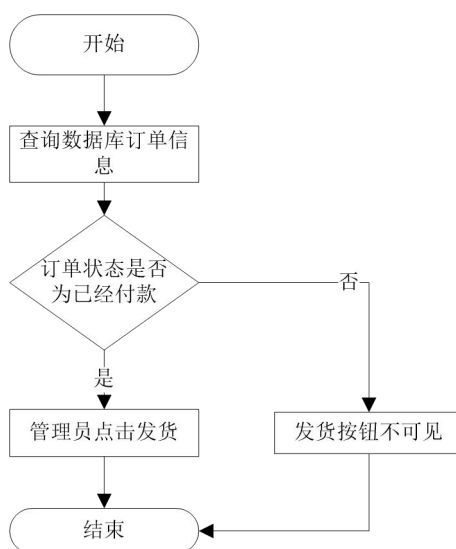 开始
查询数据库订单信
息
订单状态是否
为已经付款
否
是
管理员点击发货
发货按钮不可见
结束